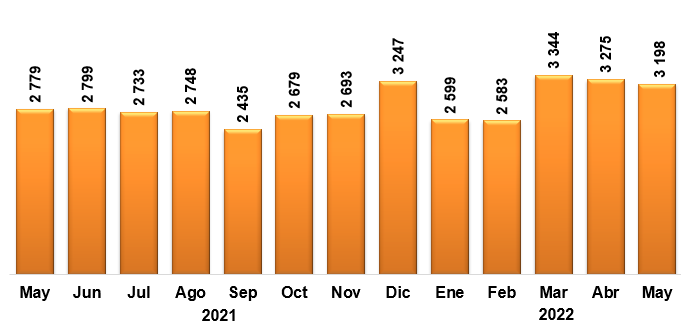 2 779 2 799 2 733 2 748 2 435 2 679 2 693 3 247 2 599 2 583 3 344 3 275 3 198
May Jun Jul Ago Sep Oct Nov Dic Ene Feb Mar Abr May
2021 2022